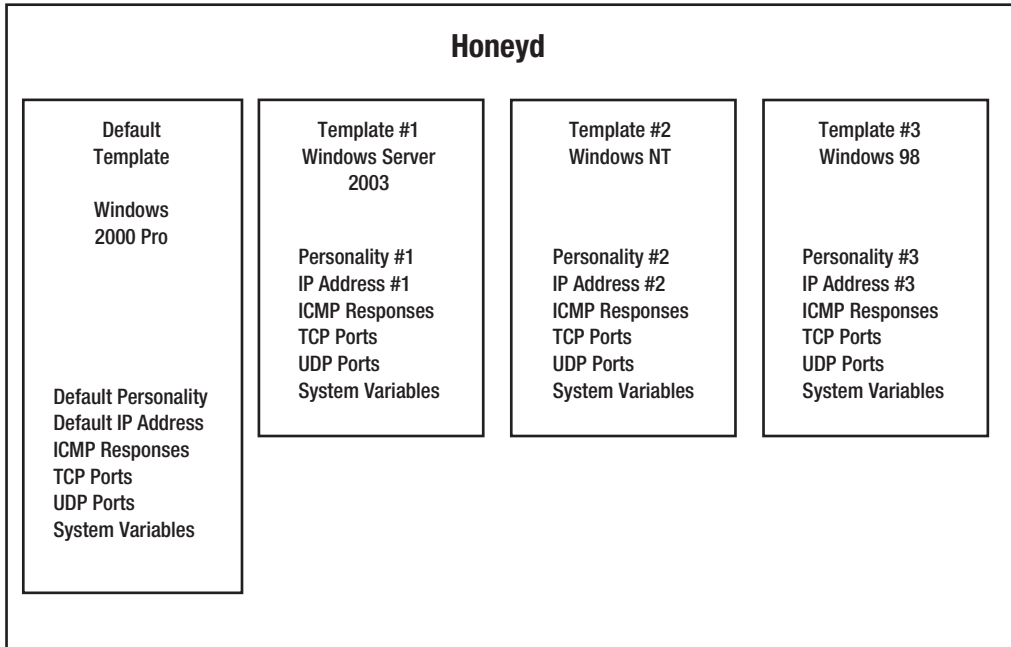 Honeyd
Default
Template
Windows
2000 Pro
Default Personality
Default IP Address
ICMP Responses
TCP Ports
UDP Ports
System Variables
Template #1
Windows Server
2003
Personality #1
IP Address #1
ICMP Responses
TCP Ports
UDP Ports
System Variables
Template #2
Windows NT
Personality #2
IP Address #2
ICMP Responses
TCP Ports
UDP Ports
System Variables
Template #3
Windows 98
Personality #3
IP Address #3
ICMP Responses
TCP Ports
UDP Ports
System Variables